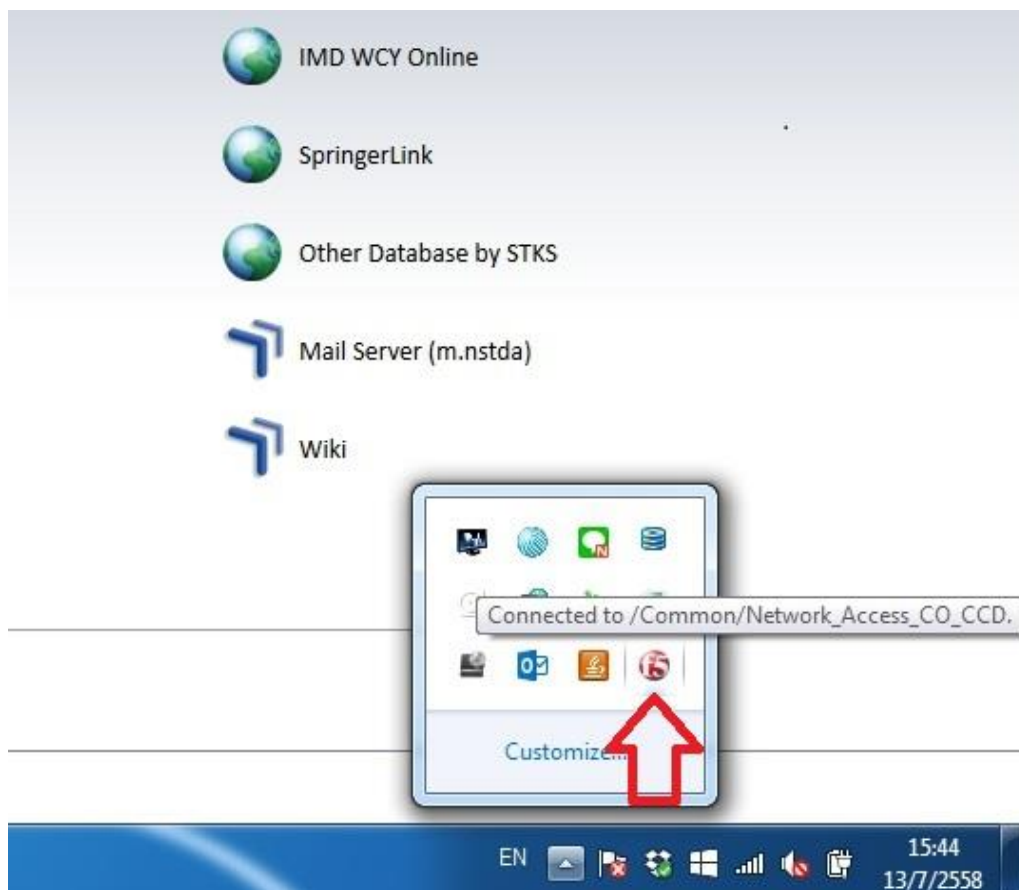 IMD WCY Online
SpringerLink
Other Database by STKS
Mail Server (m.nstda)
Wiki
Connected to /Common/Network_Access_CO_CCD.
Customize...
EN
15:44
13/7/2558